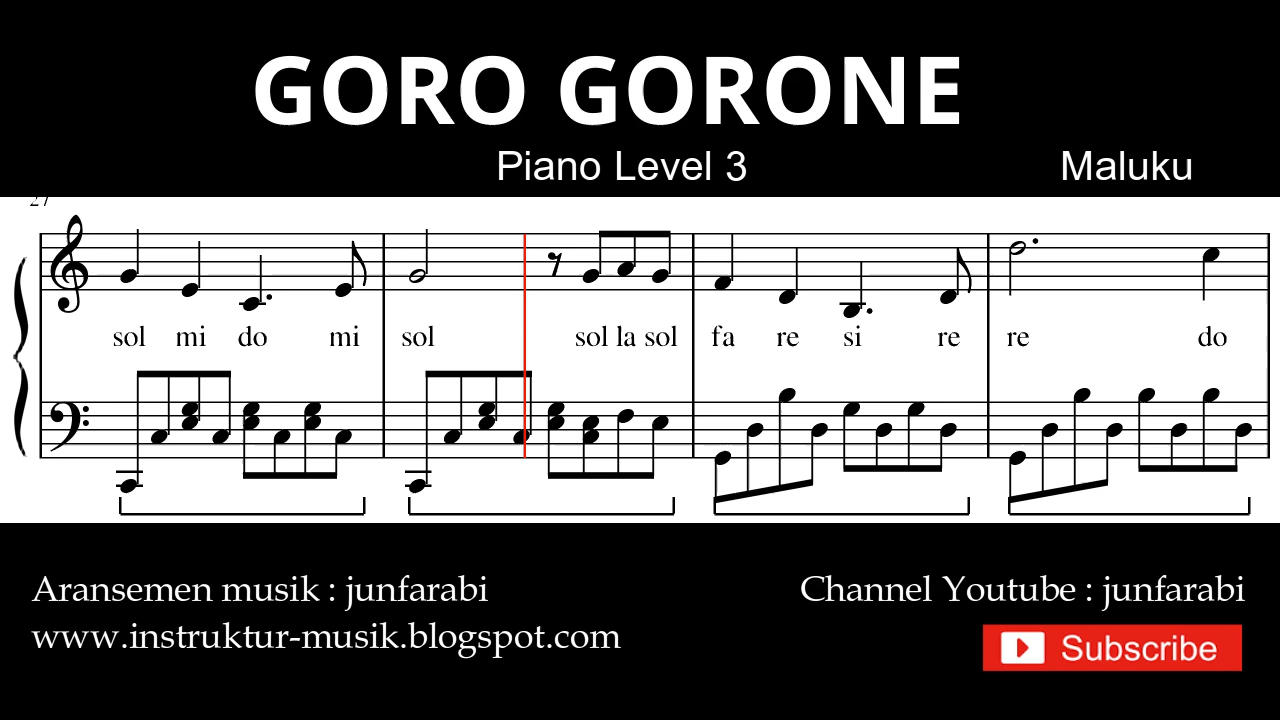 GORO GORONE
Piano Level 3
Maluku
27
sol mi do mi sol sol la sol fa re si re re do
Aransemen musik : junfarabi
www.instruktur-musik.blogspot.com
Channel Youtube : junfarabi
Subscribe